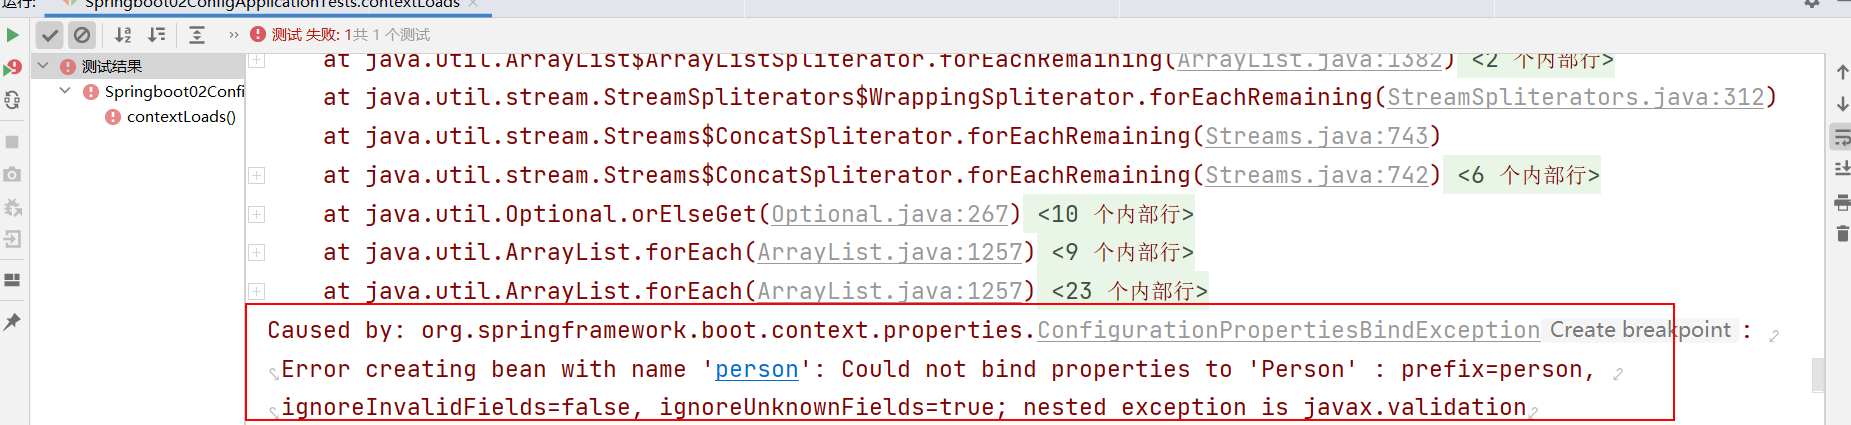 运行: Springboot02ConfigApplicationTests.contextLoads ×
» 测试 失败: 1共 1 个测试
测试结果
Springboot02Confi
contextLoads()
at java.util.ArrayList$ArrayListSpliterator.forEachRemaining(ArrayList.java:1382) <2 个内部行>
at java.util.stream.StreamSpliterators$WrappingSpliterator.forEachRemaining(StreamSpliterators.java:312)
at java.util.stream.Streams$ConcatSpliterator.forEachRemaining(Streams.java:743)
at java.util.stream.Streams$ConcatSpliterator.forEachRemaining(Streams.java:742) <6 个内部行>
at java.util.Optional.orElseGet(Optional.java:267) <10 个内部行>
at java.util.ArrayList.forEach(ArrayList.java:1257) <9 个内部行>
at java.util.ArrayList.forEach(ArrayList.java:1257) <23 个内部行>
Caused by: org.springframework.boot.context.properties.ConfigurationPropertiesBindException Create breakpoint :
Error creating bean with name 'person': Could not bind properties to 'Person' : prefix=person,
ignoreInvalidFields=false, ignoreUnknownFields=true; nested exception is javax.validation